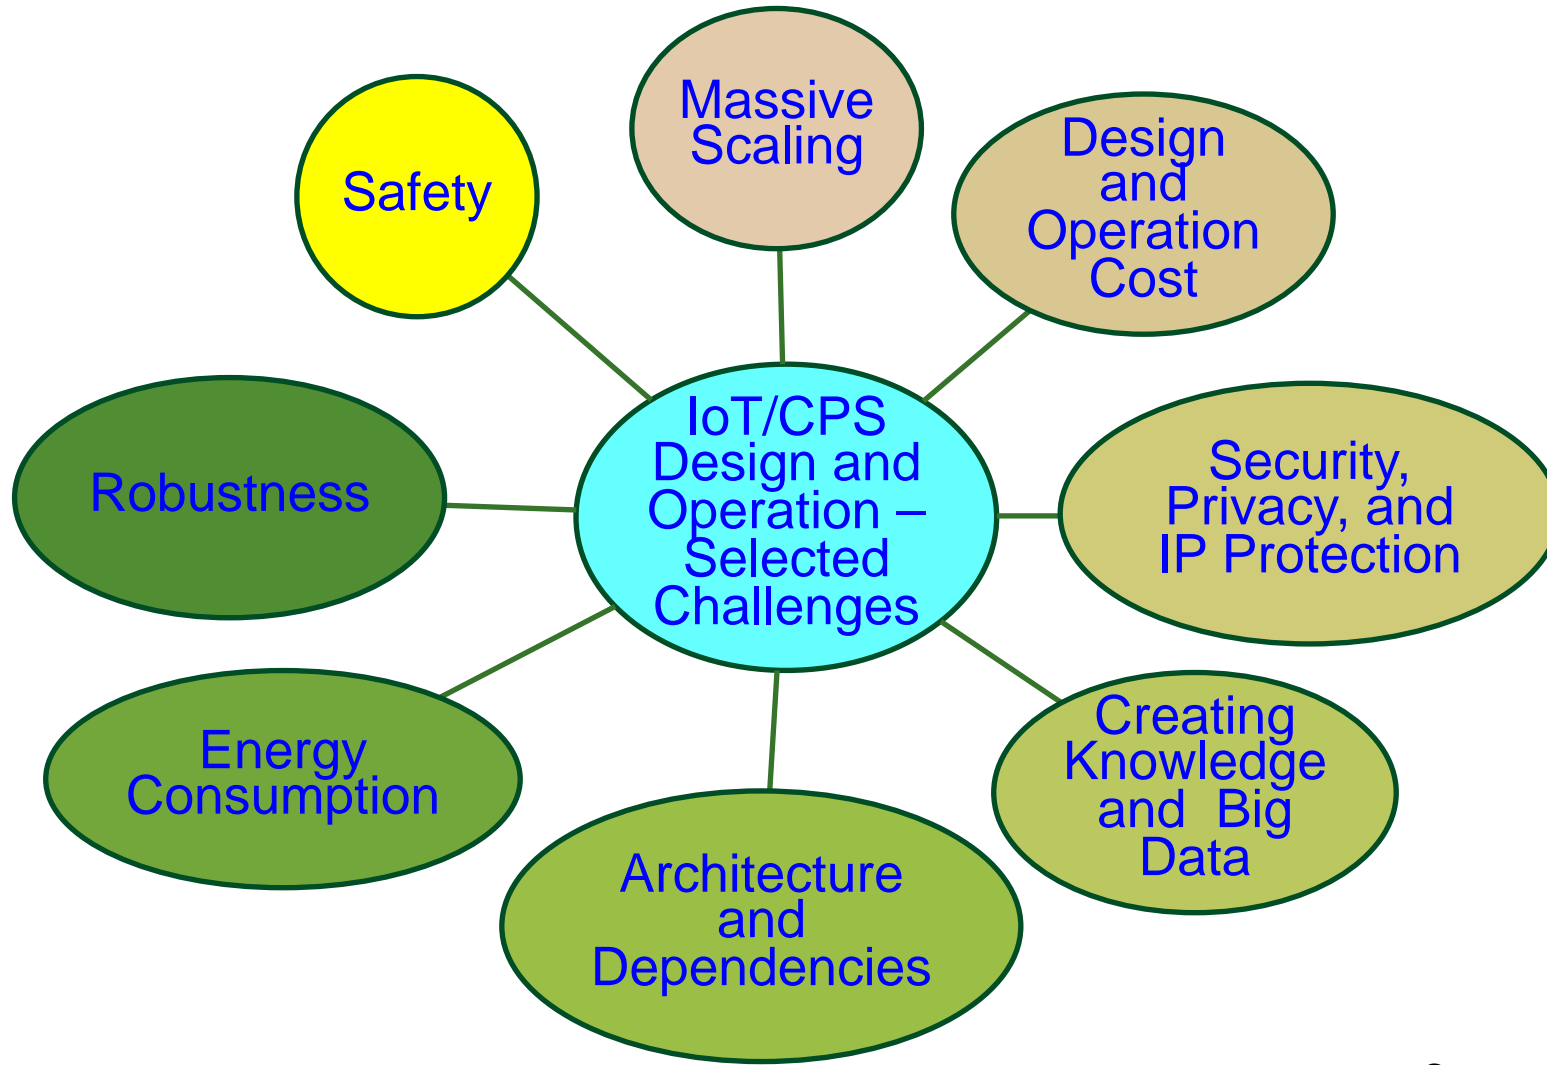 Massive
Scaling
Design
and
Operation
Cost
Safety
IoT/CPS
Design and
Operation –
Selected
Challenges
Security,
Privacy, and
IP Protection
Robustness
Creating
Knowledge
and  Big
Data
Energy
Consumption
Architecture
and
Dependencies